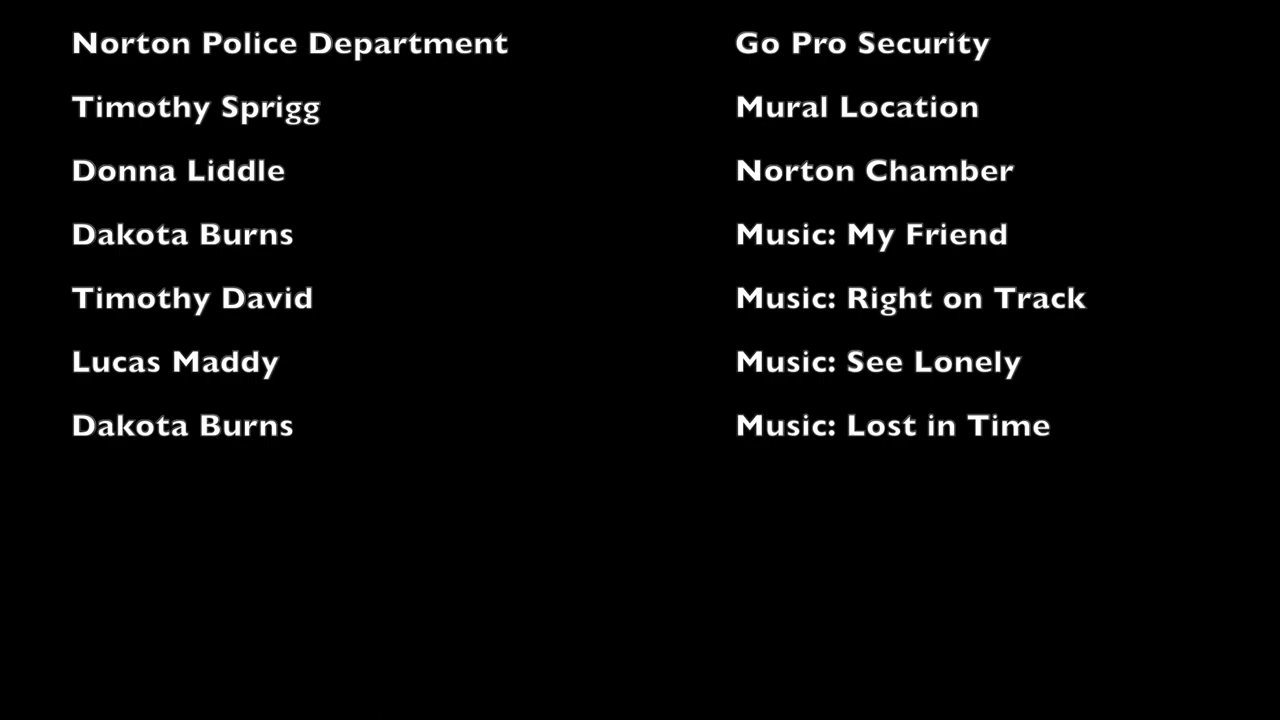 Norton Police Department Go Pro Security
Timothy Sprigg Mural Location
Donna Liddle Norton Chamber
Dakota Burns Music: My Friend
Timothy David Music: Right on Track
Lucas Maddy Music: See Lonely
Dakota Burns Music: Lost in Time